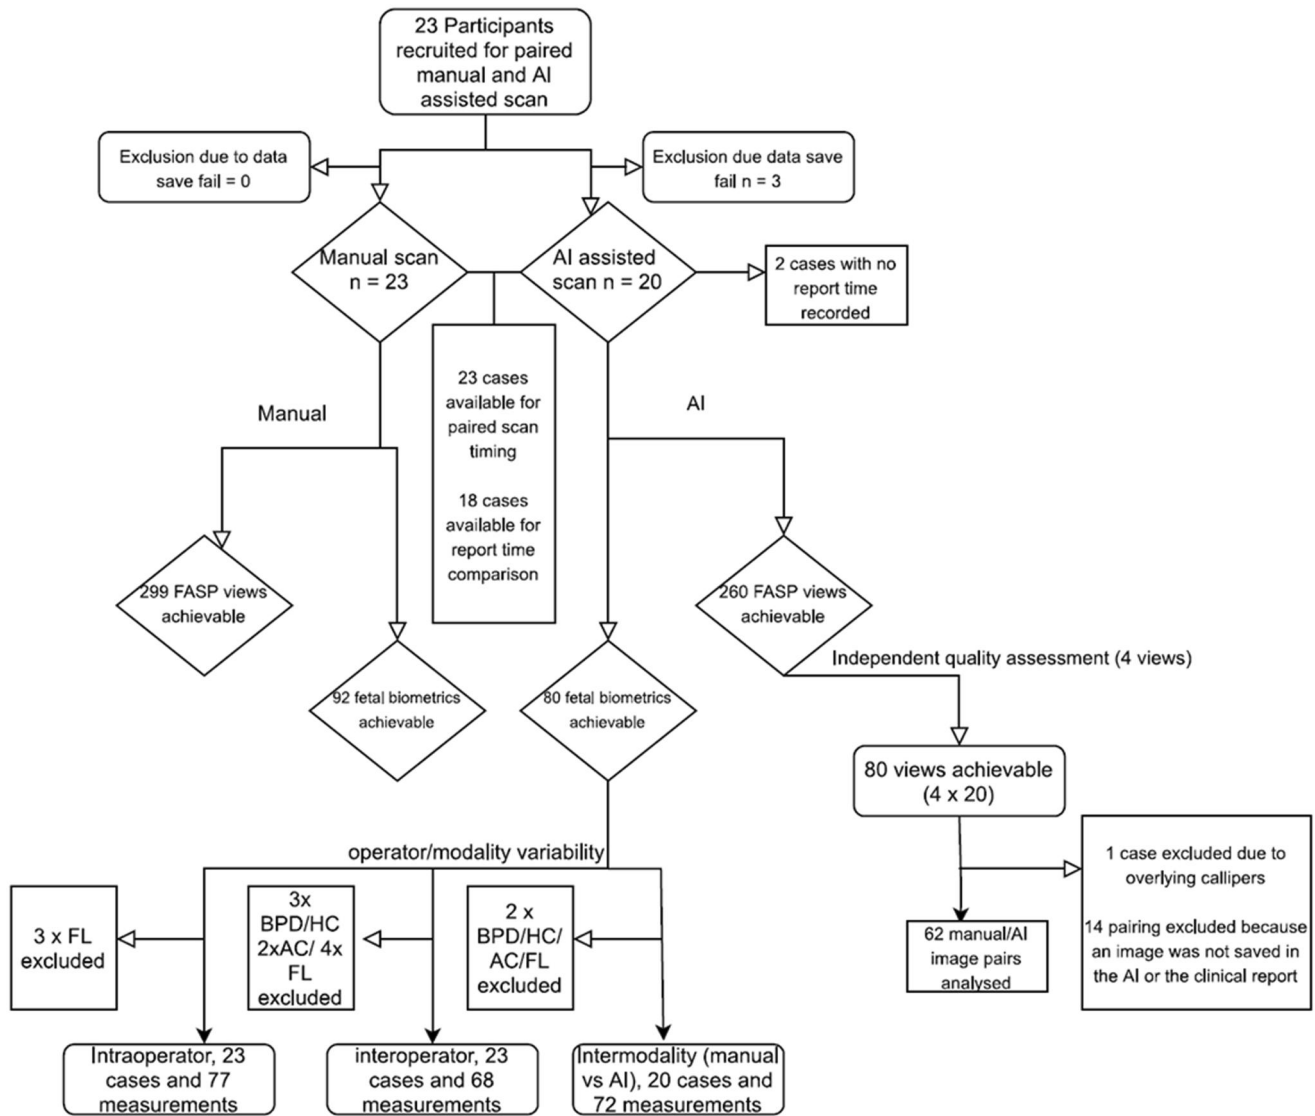 23 Participants
recruited for paired
manual and AI
assisted scan
Exclusion due to data
save fail = 0
Exclusion due data save
fail n = 3
Manual scan
n = 23
AI assisted
scan n = 20
2 cases with no
report time
recorded
23 cases
available for
paired scan
timing
18 cases
available for
report time
comparison
Manual
AI
299 FASP views
achievable
92 fetal biometrics
achievable
80 fetal biometrics
achievable
260 FASP views
achievable
Independent quality assessment (4 views)
80 views achievable
(4 x 20)
operator/modality variability
3 x FL
excluded
3x
BPD/HC
2xAC/ 4x
FL
excluded
2 x
BPD/HC/
AC/FL
excluded
62 manual/AI
image pairs
analysed
1 case excluded due to
overlying callipers
14 pairing excluded because
an image was not saved in
the AI or the clinical report
Intraoperator, 23
cases and 77
measurements
interoperator, 23
cases and 68
measurements
Intermodality (manual
vs AI), 20 cases and
72 measurements